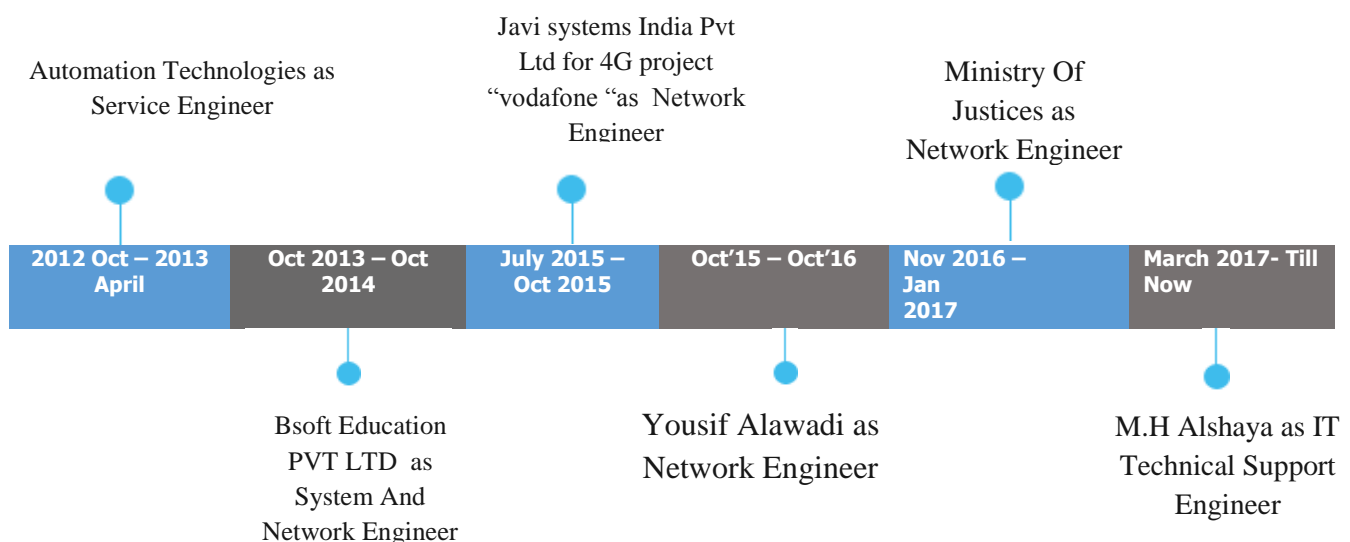 Automation Technologies as
Service Engineer
Javi systems India Pvt
Ltd for 4G project
“vodafone “as Network
Engineer
Ministry Of
Justices as
Network Engineer
2012 Oct – 2013
April
Oct 2013 – Oct
2014
July 2015 –
Oct 2015
Oct’15 – Oct’16
Nov 2016 –
Jan
2017
March 2017- Till
Now
Bsoft Education
PVT LTD as
System And
Network Engineer
Yousif Alawadi as
Network Engineer
M.H Alshaya as IT
Technical Support
Engineer